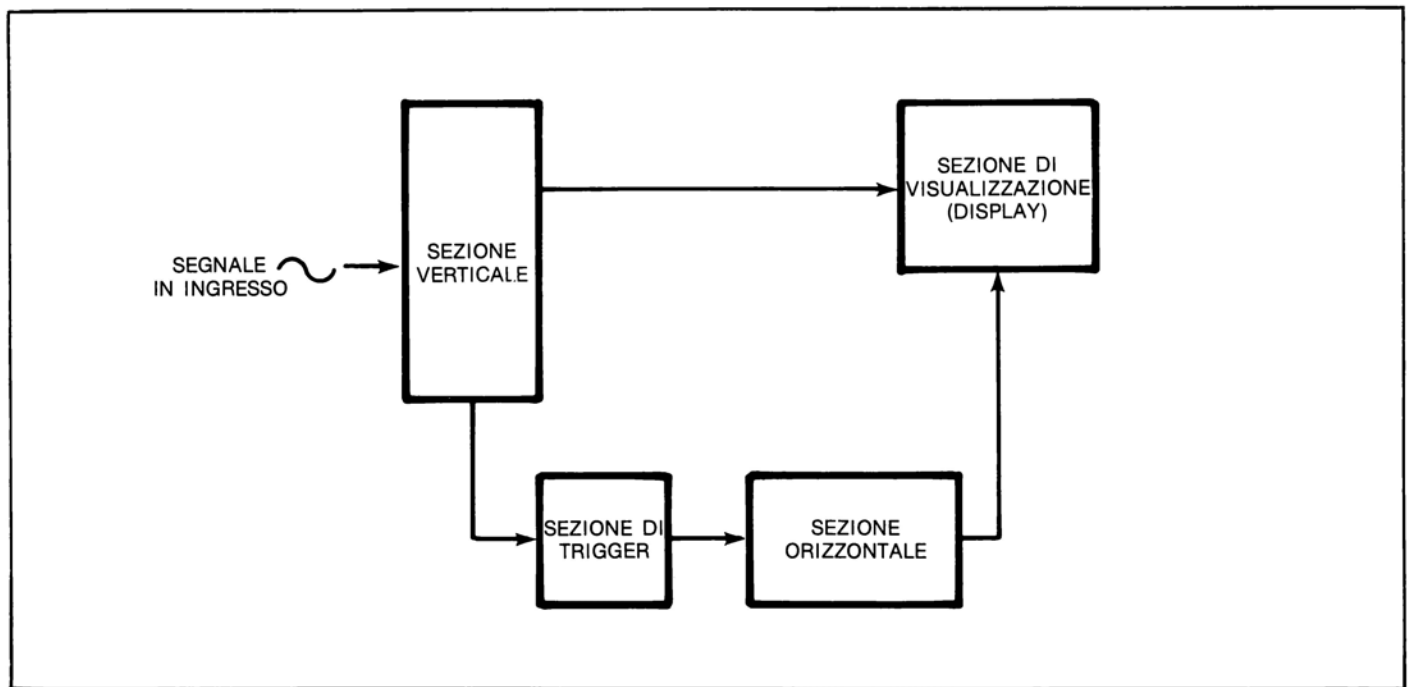 SEGNALE
IN INGRESSO
SEZIONE
VERTICALE
SEZIONE DI
VISUALIZZAZIONE
(DISPLAY)
SEZIONE DI
TRIGGER
SEZIONE
ORIZZONTALE